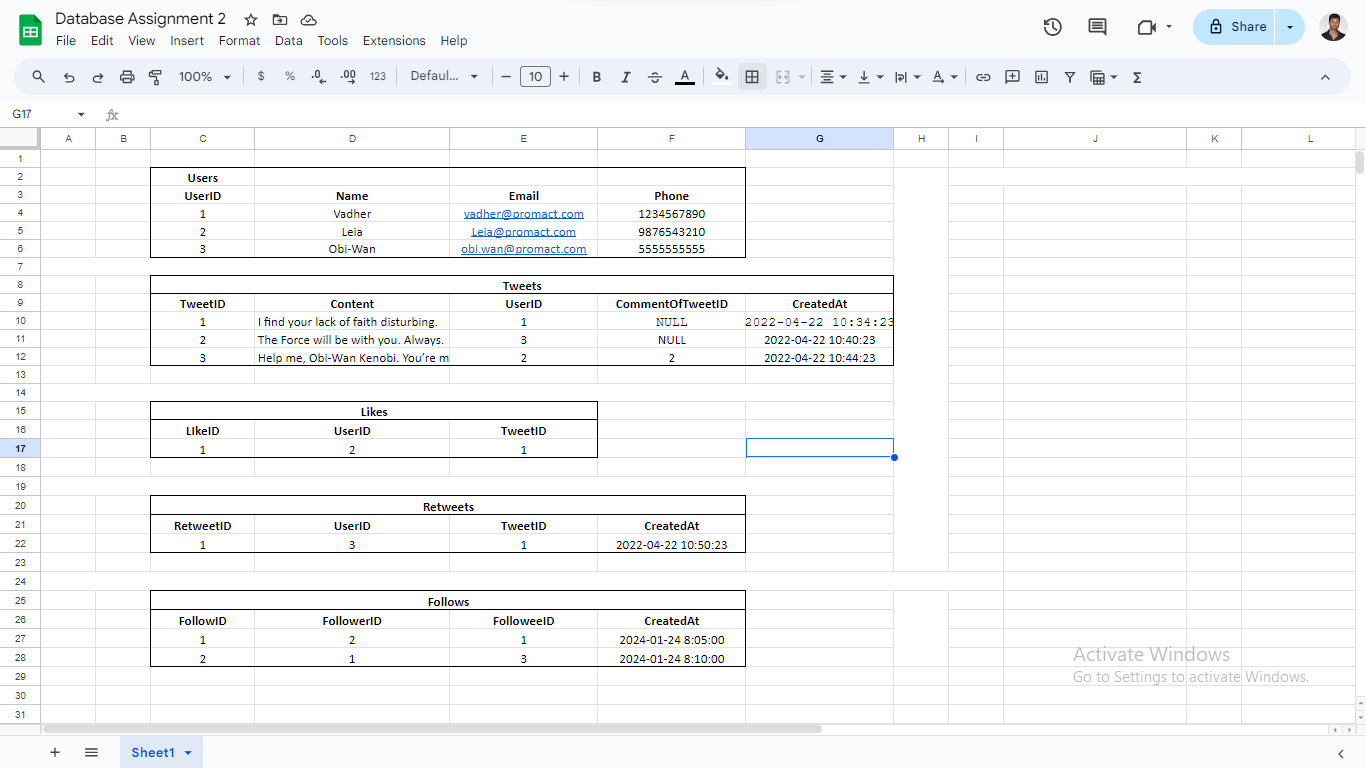 Database Assignment 2
File Edit View Insert Format Data Tools Extensions Help
Share
100% $ % .0 .00 123 Defaul... − 10 + B I A Σ
G17 fx
A B C D E F G H I J K L
1
2 Users
3 UserID Name Email Phone
4 1 Vadher vadher@promact.com 1234567890
5 2 Leia Leia@promact.com 9876543210
6 3 Obi-Wan obi.wan@promact.com 5555555555
7
8 Tweets
9 TweetID Content UserID CommentOfTweetID CreatedAt
10 1 I find your lack of faith disturbing. 1 NULL 2022-04-22 10:34:23
11 2 The Force will be with you. Always. 3 NULL 2022-04-22 10:40:23
12 3 Help me, Obi-Wan Kenobi. You’re m 2 2 2022-04-22 10:44:23
13
14
15 Likes
16 LIkeID UserID TweetID
17 1 2 1
18
19
20 Retweets
21 RetweetID UserID TweetID CreatedAt
22 1 3 1 2022-04-22 10:50:23
23
24
25 Follows
26 FollowID FollowerID FolloweeID CreatedAt
27 1 2 1 2024-01-24 8:05:00
28 2 1 3 2024-01-24 8:10:00
Activate Windows
29
Go to Settings to activate Windows.
30
31
Sheet1